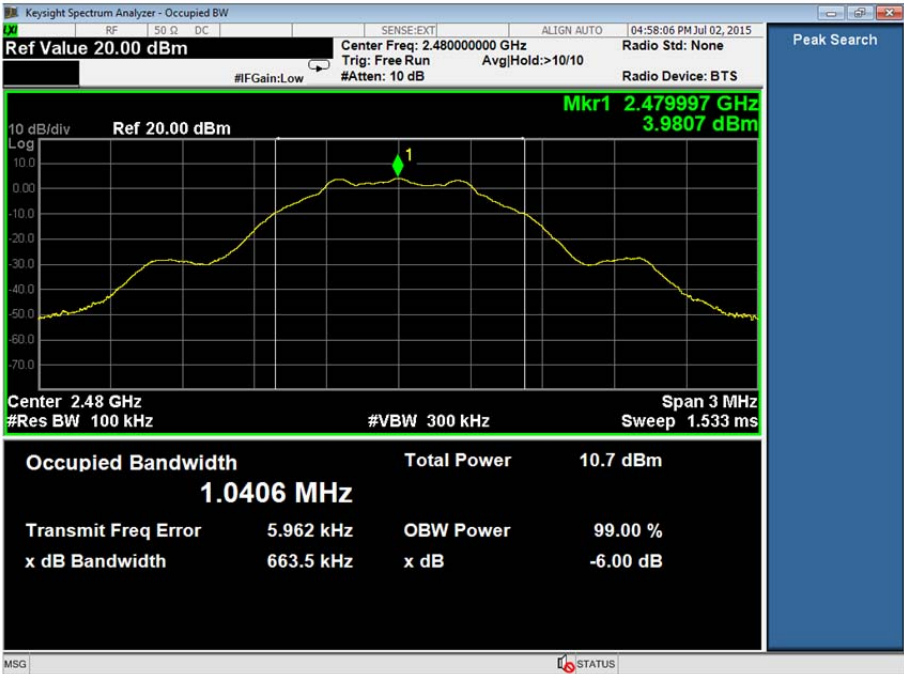 Keysight Spectrum Analyzer - Occupied BW
LXI RF 50 Ω DC SENSE:EXT ALIGN AUTO 04:58:06 PM Jul 02, 2015
Ref Value 20.00 dBm Center Freq: 2.480000000 GHz Radio Std: None
Trig: Free Run Avg|Hold:>10/10
#IFGain:Low #Atten: 10 dB Radio Device: BTS
Peak Search
Mkr1 2.479997 GHz
3.9807 dBm
10 dB/div Ref 20.00 dBm
Log
10.0
0.00
-10.0
-20.0
-30.0
-40.0
-50.0
-60.0
-70.0
1
Center 2.48 GHz Span 3 MHz
#Res BW 100 kHz #VBW 300 kHz Sweep 1.533 ms
Occupied Bandwidth Total Power 10.7 dBm
1.0406 MHz
Transmit Freq Error 5.962 kHz OBW Power 99.00 %
x dB Bandwidth 663.5 kHz x dB -6.00 dB
MSG STATUS